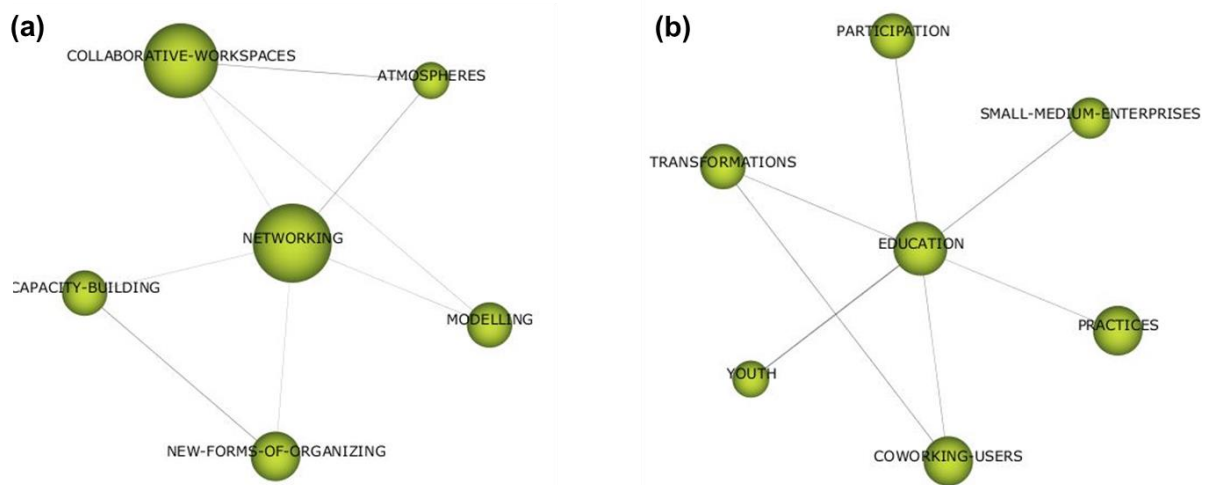 (a)
COLLABORATIVE-WORKSPACES
ATMOSPHERES
NETWORKING
CAPACITY-BUILDING
MODELLING
NEW-FORMS-OF-ORGANIZING
(b)
PARTICIPATION
SMALL-MEDIUM-ENTERPRISES
TRANSFORMATIONS
EDUCATION
PRACTICES
YOUTH
COWORKING-USERS